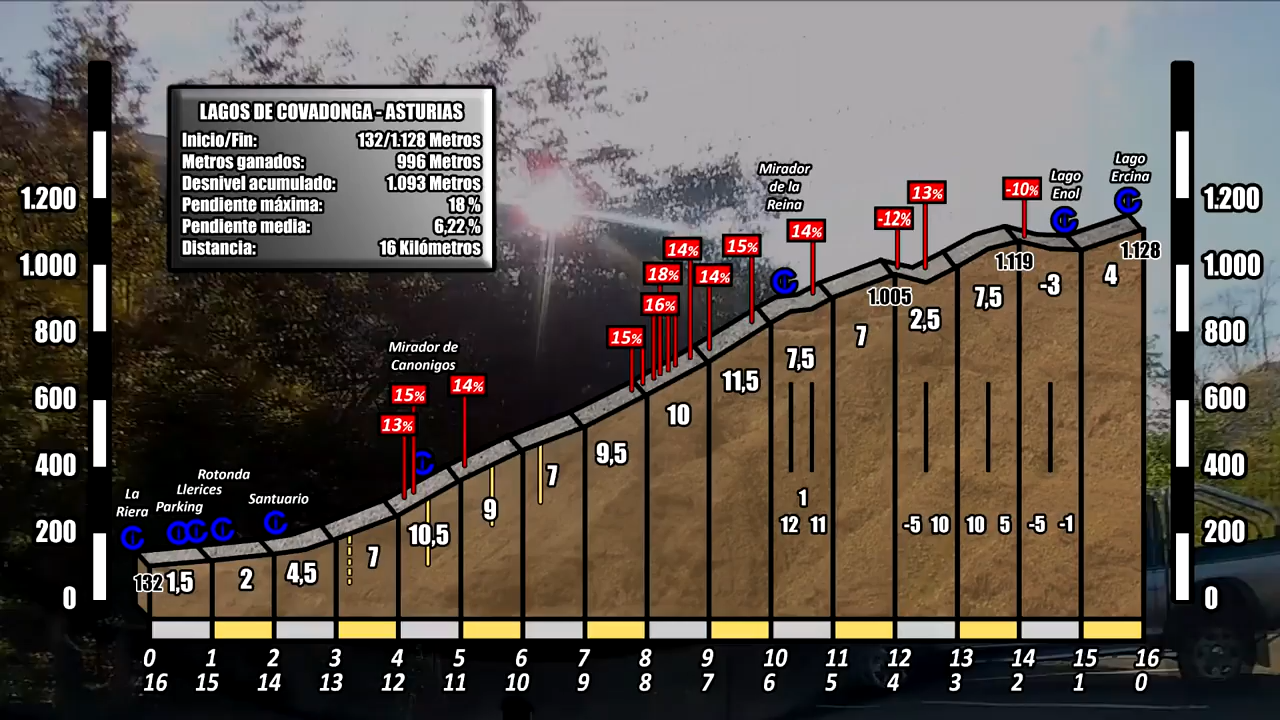 LAGOS DE COVADONGA - ASTURIAS
Inicio/Fin: 132/1.128 Metros
Metros ganados: 996 Metros
Desnivel acumulado: 1.093 Metros
Pendiente máxima: 18 %
Pendiente media: 6,22 %
Distancia: 16 Kilómetros
Mirador
de la
Reina
Lago
Enol
Lago
Ercina
-12%
13%
-10%
14%
15%
14%
14%
18%
16%
15%
Mirador de
Canonigos
15%
14%
13%
Rotonda
Llerices
Parking
La
Riera
Santuario
1.200
1.000
800
600
400
200
0
1.200
1.000
800
600
400
200
0
132
1.005
1.119
1.128
1,5
2
4,5
7
10,5
9
7
9,5
10
11,5
7,5
7
2,5
7,5
-3
4
1
12 11
-5 10
10 5
-5 -1
0 1 2 3 4 5 6 7 8 9 10 11 12 13 14 15 16
16 15 14 13 12 11 10 9 8 7 6 5 4 3 2 1 0